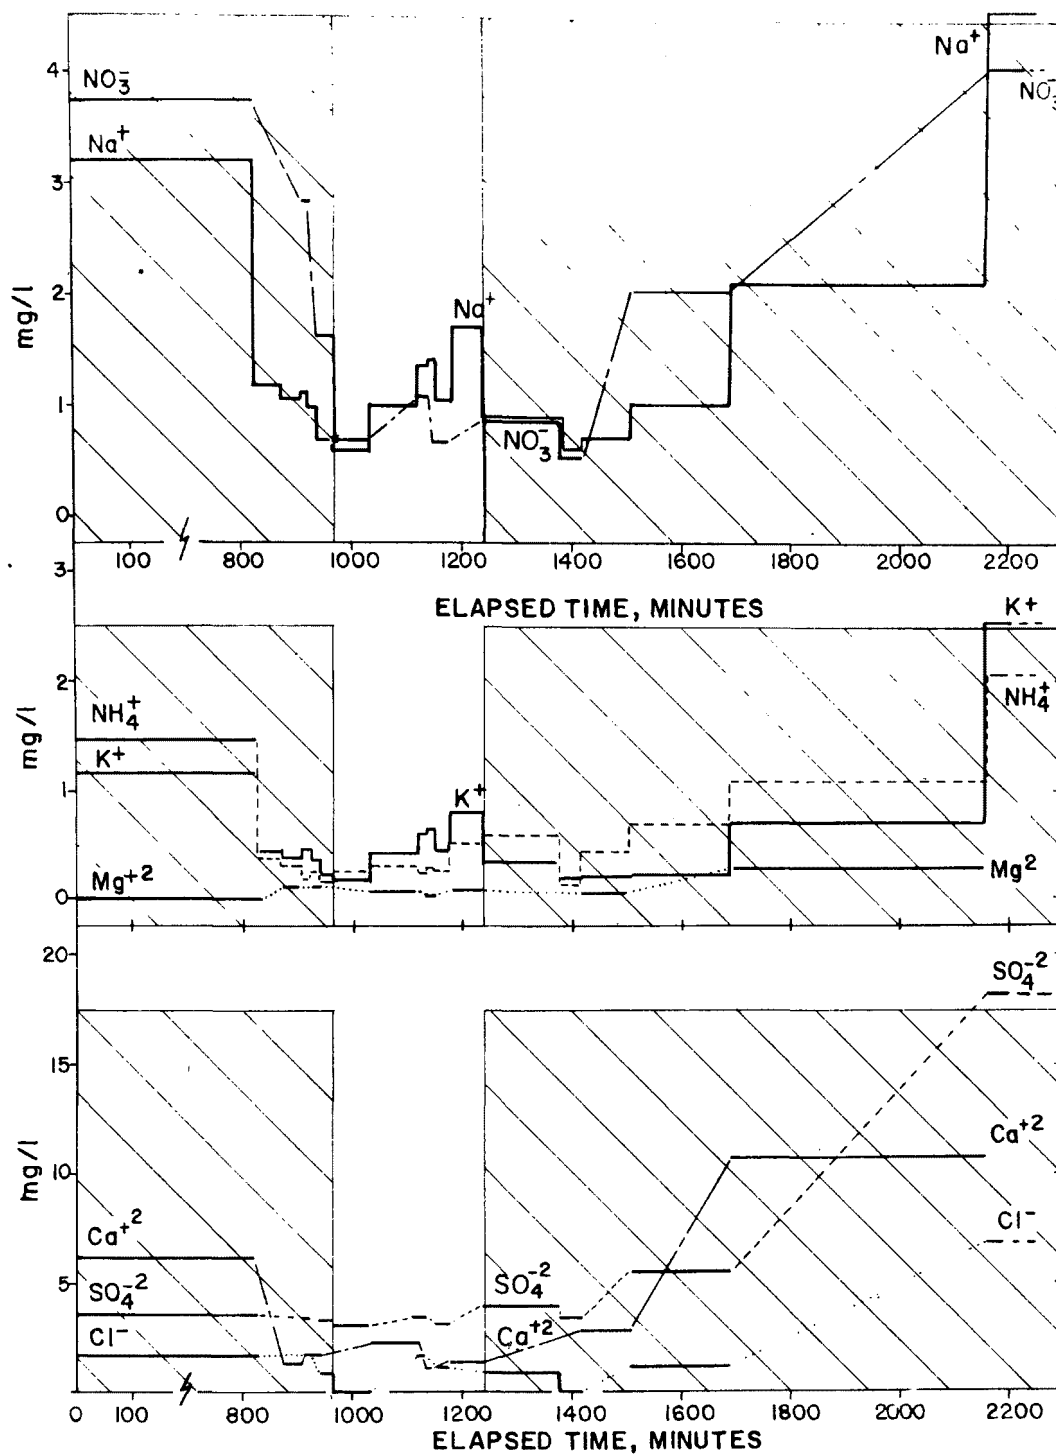 Na⁺
4
NO₃⁻
NO₃
Na⁺
3
mg/l
2
Na⁺
1
NO₃⁻
0
100 800 1000 1200 1400 1600 1800 2000 2200
3
ELAPSED TIME, MINUTES
K⁺
2
NH₄⁺
NH₄⁺
mg/l
K⁺
1
K⁺
Mg⁺²
Mg²
0
20
SO₄⁻²
15
Ca⁺²
mg/l
10
Cl⁻
Ca⁺²
5
SO₄⁻²
SO₄⁻²
Cl⁻
Ca⁺²
0 100 800 1000 1200 1400 1600 1800 2000 2200
ELAPSED TIME, MINUTES